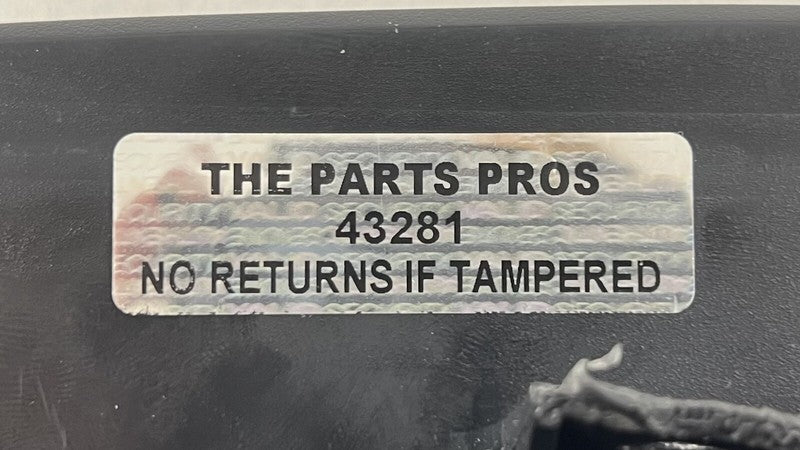 THE PARTS PROS
43281
NO RETURNS IF TAMPERED